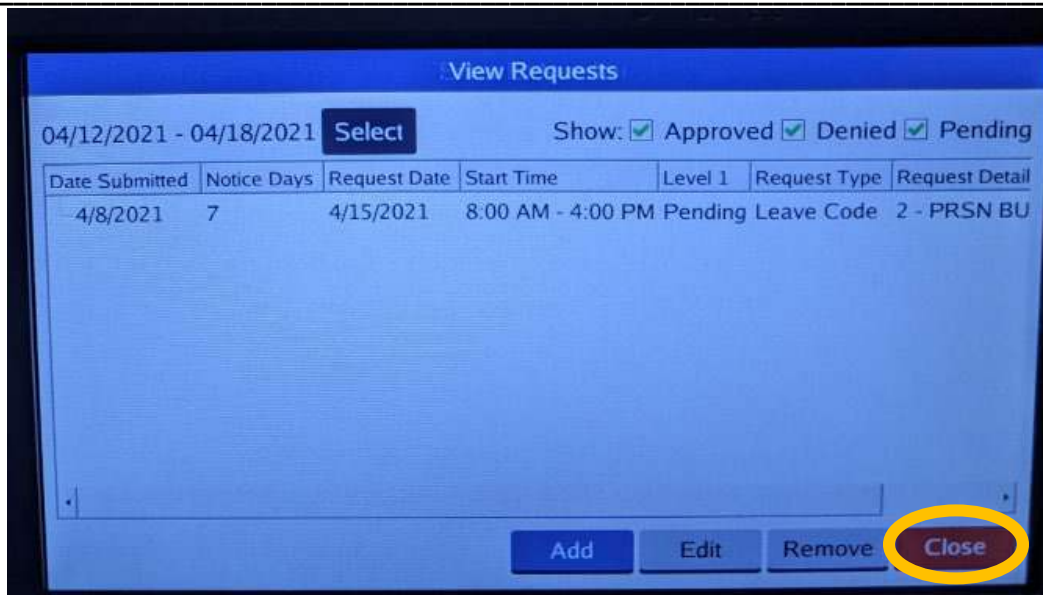 View Requests
04/12/2021 - 04/18/2021 Select Show: Approved Denied Pending
Date Submitted Notice Days Request Date Start Time Level 1 Request Type Request Detail
4/8/2021 7 4/15/2021 8:00 AM - 4:00 PM Pending Leave Code 2 - PRSN BU
Add Edit Remove Close